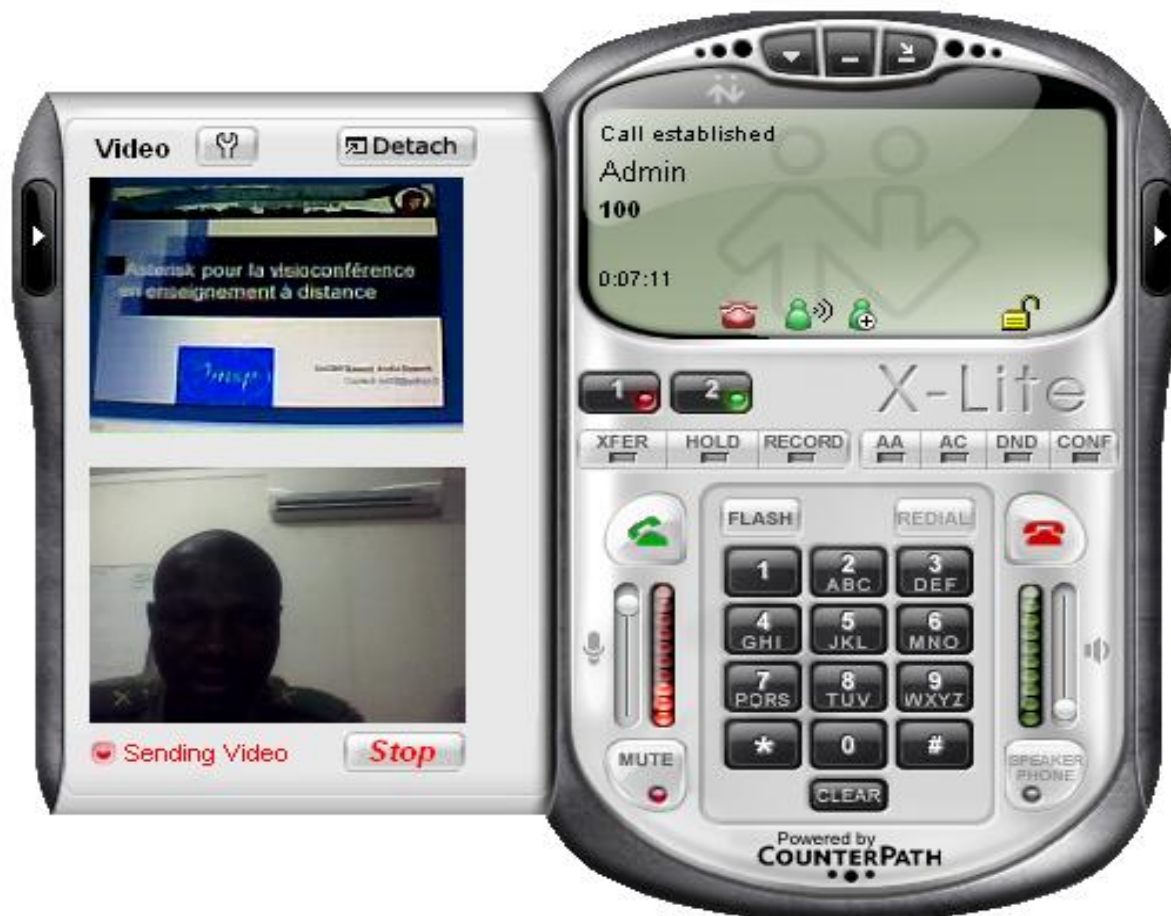 Video
Detach
Asterisk pour la visioconférence
en enseignement à distance
Sending Video
Stop
Call established
Admin
100
0:07:11
1
2
X-Lite
XFER
HOLD
RECORD
AA
AC
DND
CONF
FLASH
REDIAL
1
2
ABC
3
DEF
4
GHI
5
JKL
6
MNO
7
PQRS
8
TUV
9
WXYZ
*
0
#
CLEAR
MUTE
SPEAKER
PHONE
Powered by
COUNTERPATH